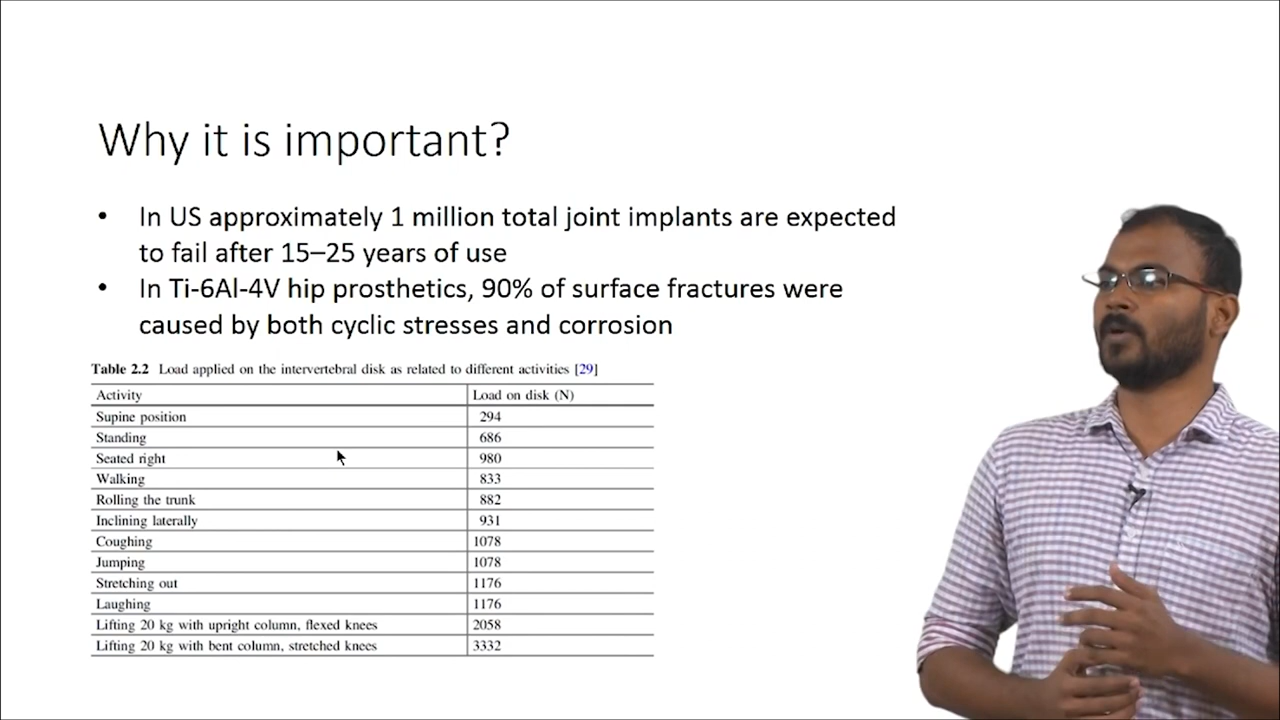 Why it is important?
• In US approximately 1 million total joint implants are expected
to fail after 15–25 years of use
• In Ti-6Al-4V hip prosthetics, 90% of surface fractures were
caused by both cyclic stresses and corrosion
Table 2.2 Load applied on the intervertebral disk as related to different activities [29]
Activity Load on disk (N)
Supine position 294
Standing 686
Seated right 980
Walking 833
Rolling the trunk 882
Inclining laterally 931
Coughing 1078
Jumping 1078
Stretching out 1176
Laughing 1176
Lifting 20 kg with upright column, flexed knees 2058
Lifting 20 kg with bent column, stretched knees 3332